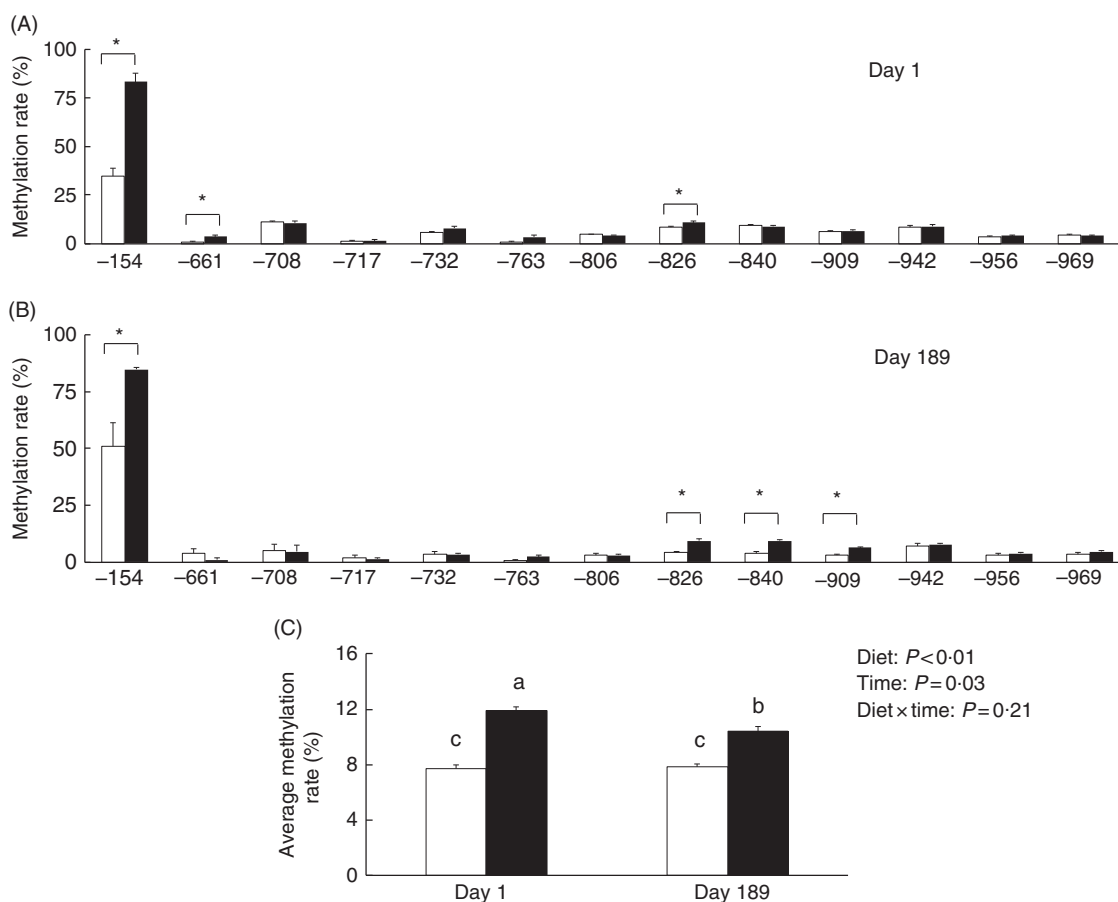 (A)
*
100
75
50
25
0
Methylation rate (%)
Day 1
*
*
–154 –661 –708 –717 –732 –763 –806 –826 –840 –909 –942 –956 –969
(B)
*
100
75
50
25
0
Methylation rate (%)
Day 189
* * *
–154 –661 –708 –717 –732 –763 –806 –826 –840 –909 –942 –956 –969
(C)
16
12
8
4
0
Average methylation
rate (%)
c a c b
Day 1 Day 189
Diet: P<0·01
Time: P=0·03
Diet×time: P=0·21